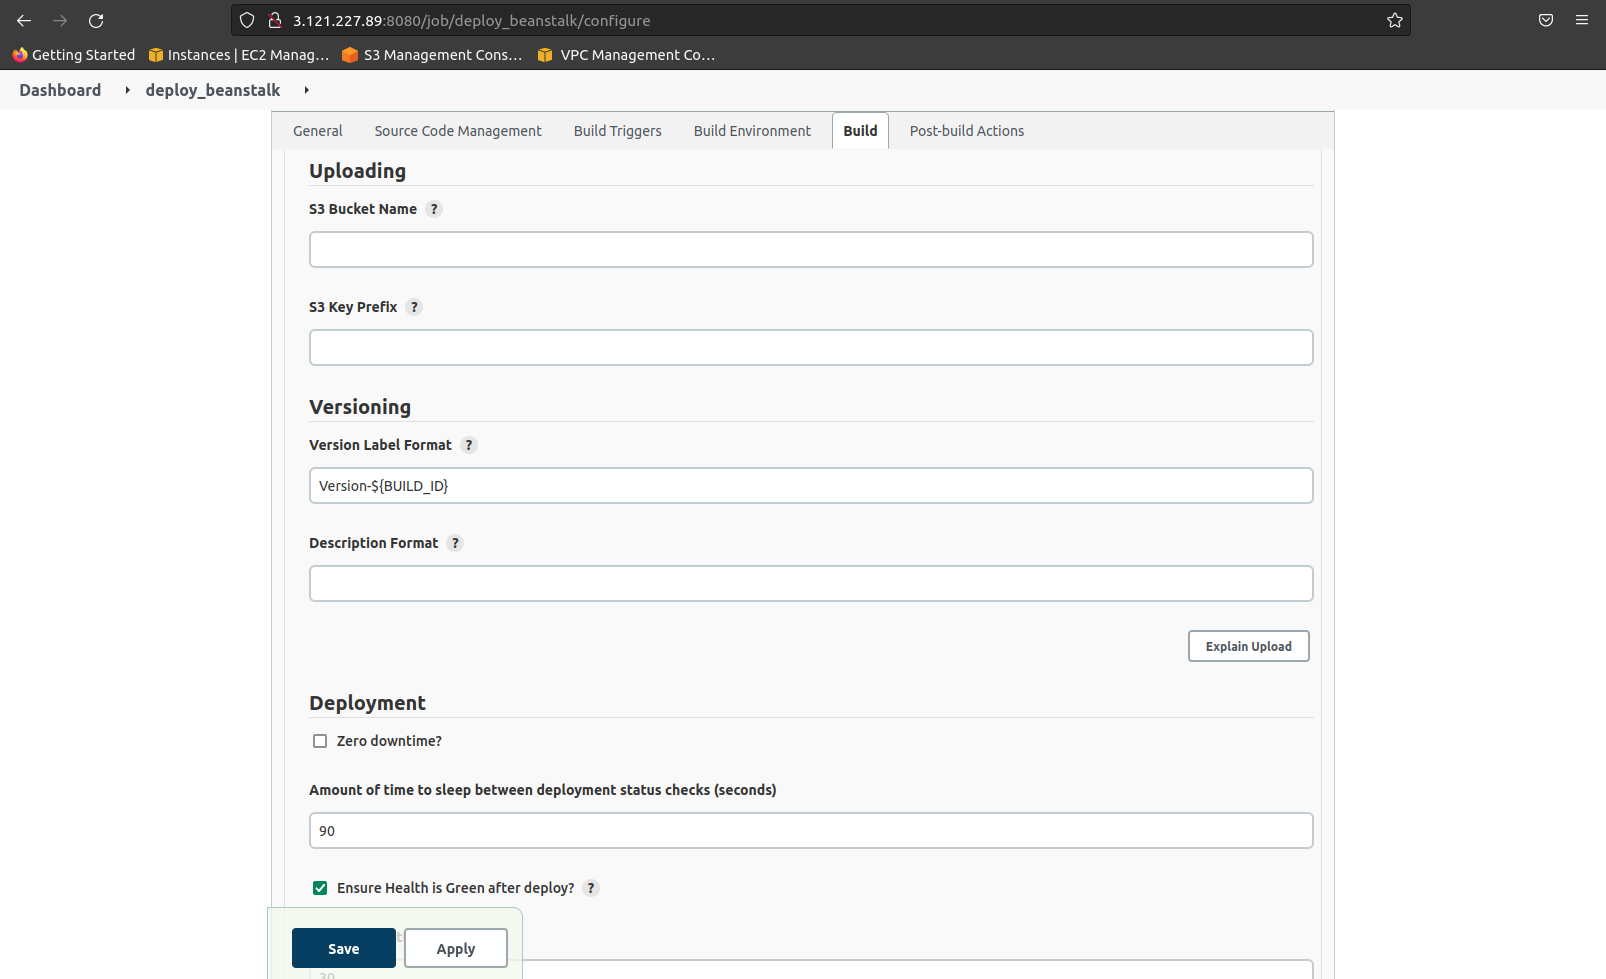 3.121.227.89:8080/job/deploy_beanstalk/configure
Getting Started Instances | EC2 Manag… S3 Management Cons… VPC Management Co…
Dashboard deploy_beanstalk
General Source Code Management Build Triggers Build Environment Build Post-build Actions
Uploading
S3 Bucket Name ?
S3 Key Prefix ?
Versioning
Version Label Format ?
Version-${BUILD_ID}
Description Format ?
Explain Upload
Deployment
Zero downtime?
Amount of time to sleep between deployment status checks (seconds)
90
Ensure Health is Green after deploy? ?
Save Apply
30